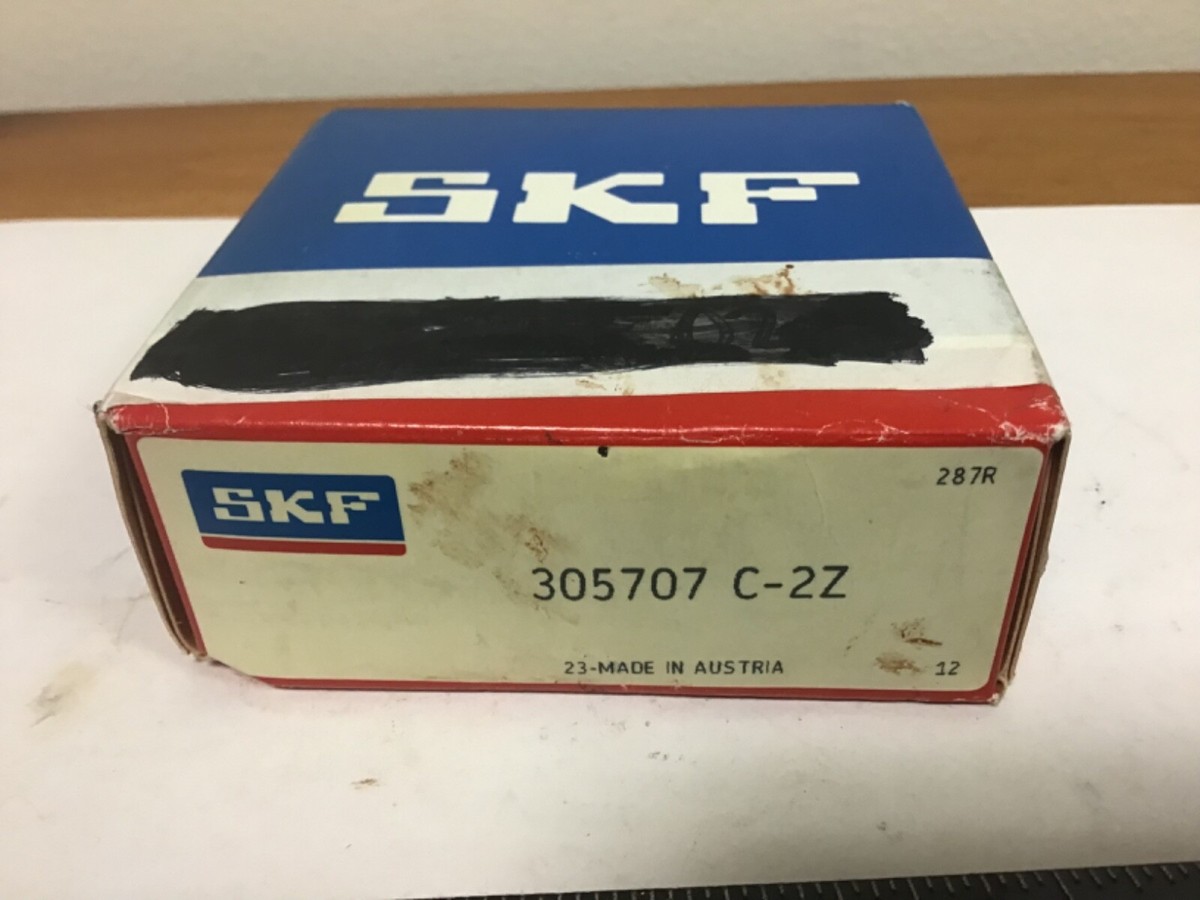 SKF
SKF
287R
305707 C-2Z
23-MADE IN AUSTRIA
12